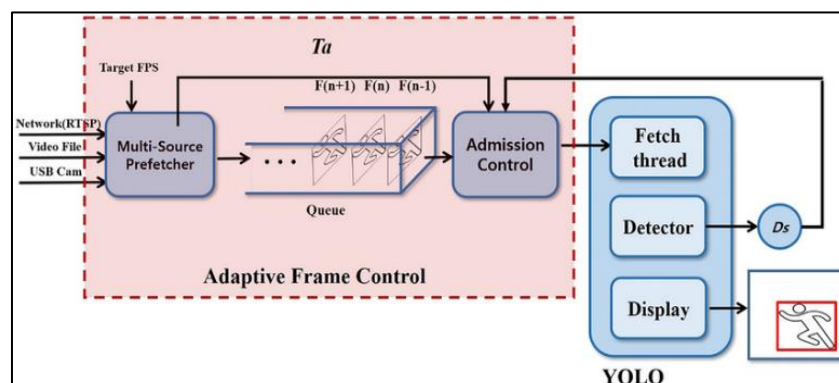 Ta
Target FPS
F(n+1) F(n) F(n-1)
Network(RTSP)
Video File
USB Cam
Multi-Source
Prefetcher
• • •
Queue
Admission
Control
Adaptive Frame Control
Fetch
thread
Detector
Ds
Display
YOLO